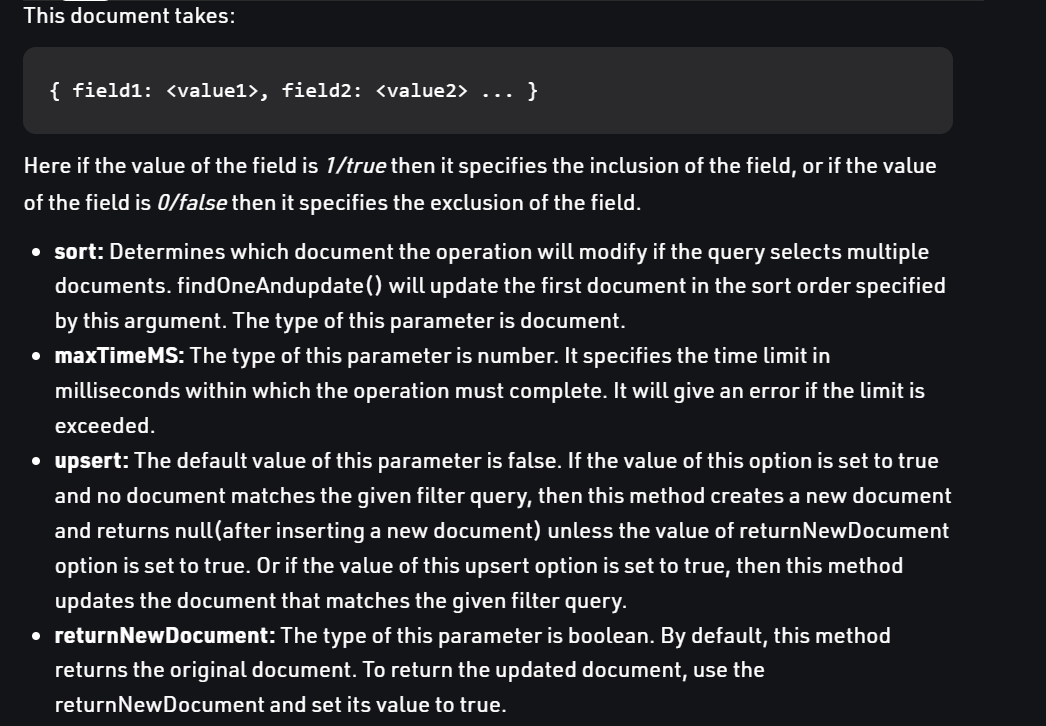 This document takes:
{ field1: <value1>, field2: <value2> ... }
Here if the value of the field is 1/true then it specifies the inclusion of the field, or if the value
of the field is 0/false then it specifies the exclusion of the field.
• sort: Determines which document the operation will modify if the query selects multiple
documents. findOneAndupdate() will update the first document in the sort order specified
by this argument. The type of this parameter is document.
• maxTimeMS: The type of this parameter is number. It specifies the time limit in
milliseconds within which the operation must complete. It will give an error if the limit is
exceeded.
• upsert: The default value of this parameter is false. If the value of this option is set to true
and no document matches the given filter query, then this method creates a new document
and returns null(after inserting a new document) unless the value of returnNewDocument
option is set to true. Or if the value of this upsert option is set to true, then this method
updates the document that matches the given filter query.
• returnNewDocument: The type of this parameter is boolean. By default, this method
returns the original document. To return the updated document, use the
returnNewDocument and set its value to true.